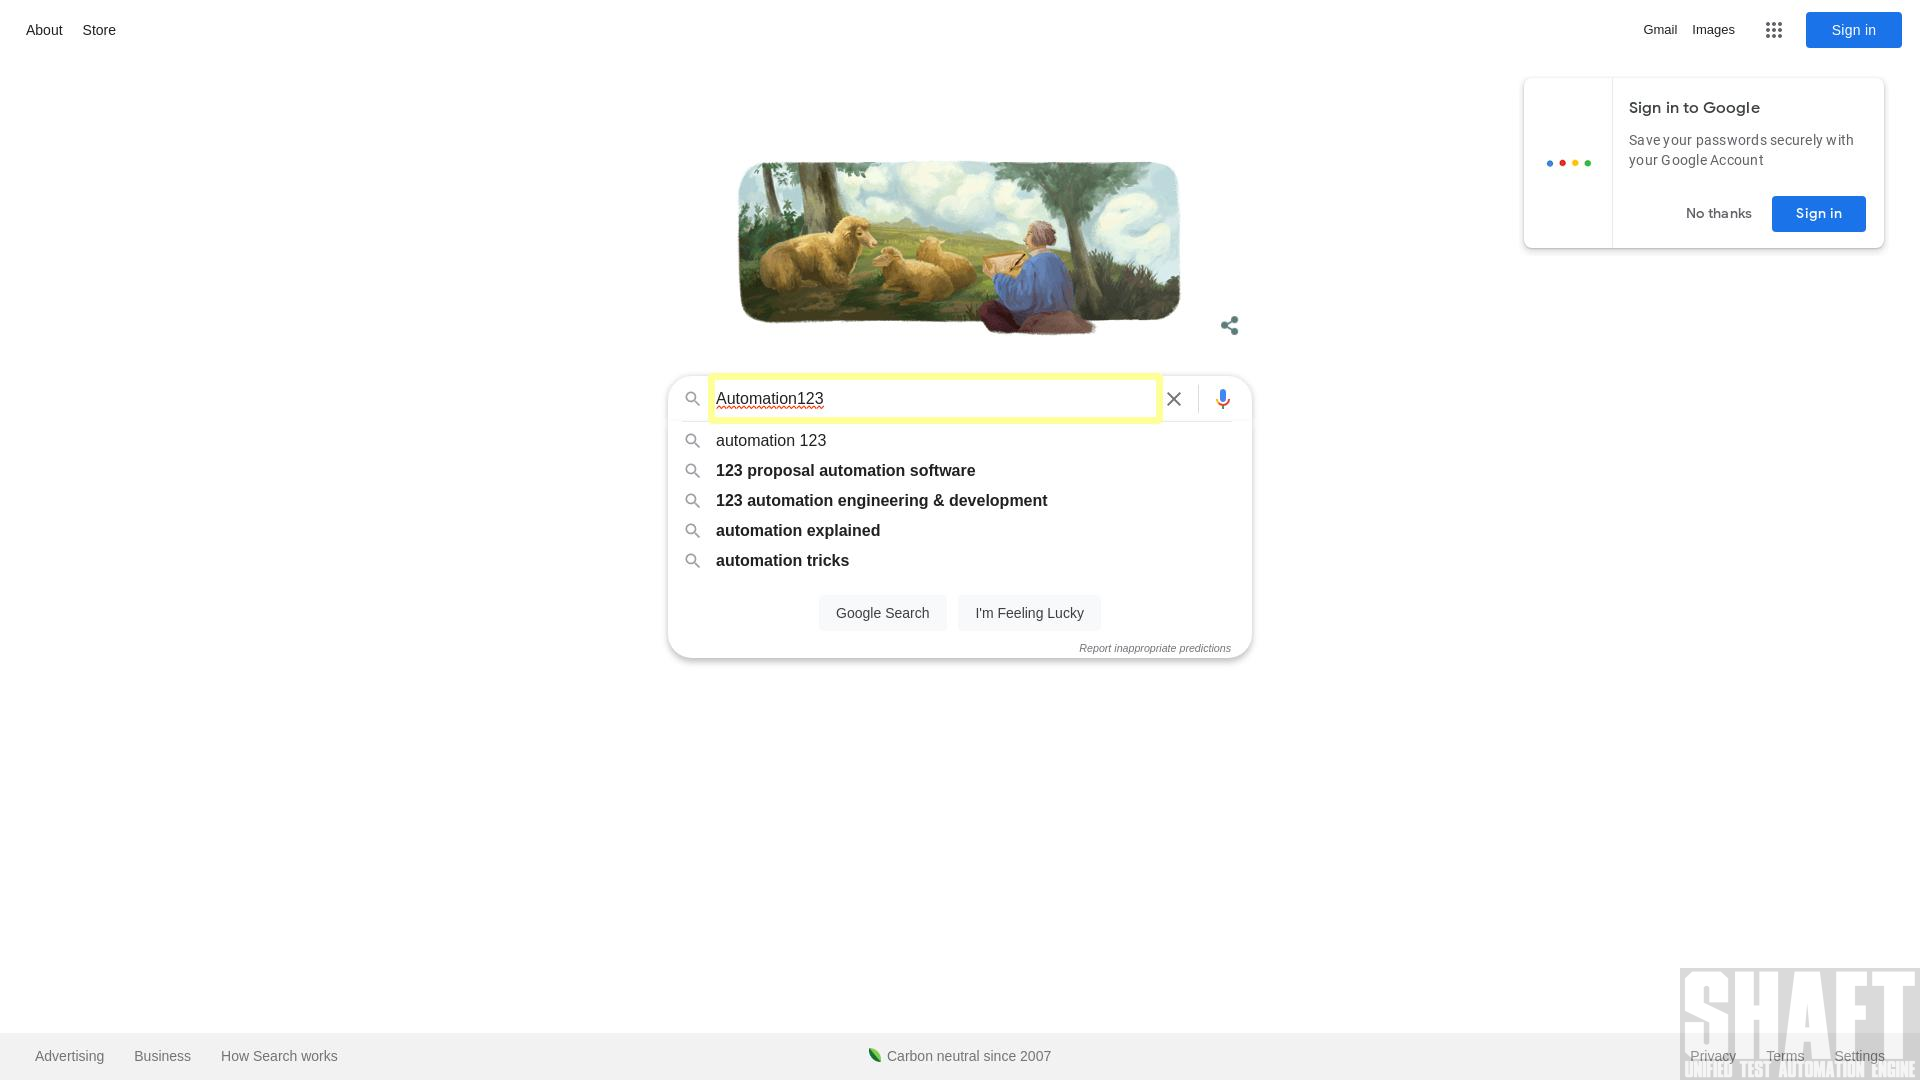 About Store
Gmail Images Sign in
Sign in to Google
Save your passwords securely with
your Google Account
No thanks Sign in
Automation123
automation 123
123 proposal automation software
123 automation engineering & development
automation explained
automation tricks
Google Search I'm Feeling Lucky
Report inappropriate predictions
SHAFT
Advertising Business How Search works Carbon neutral since 2007 Privacy Terms Settings
UNIFIED TEST AUTOMATION ENGINE